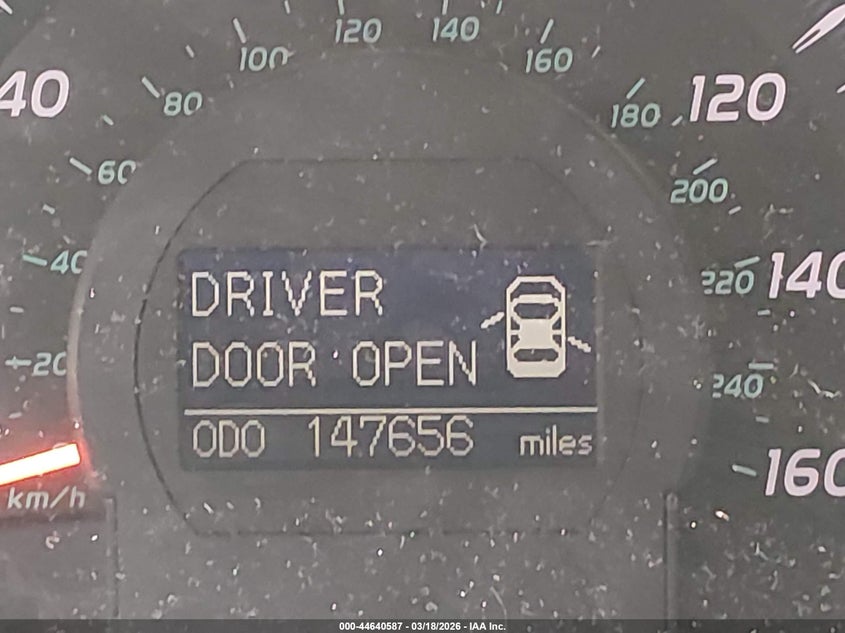 120 140
100 160
40 80 180 120
60 200
40 220 140
DRIVER
DOOR OPEN
20 240
ODO 147656 miles
160
km/h
000-44640587 - 03/18/2026 - IAA Inc.